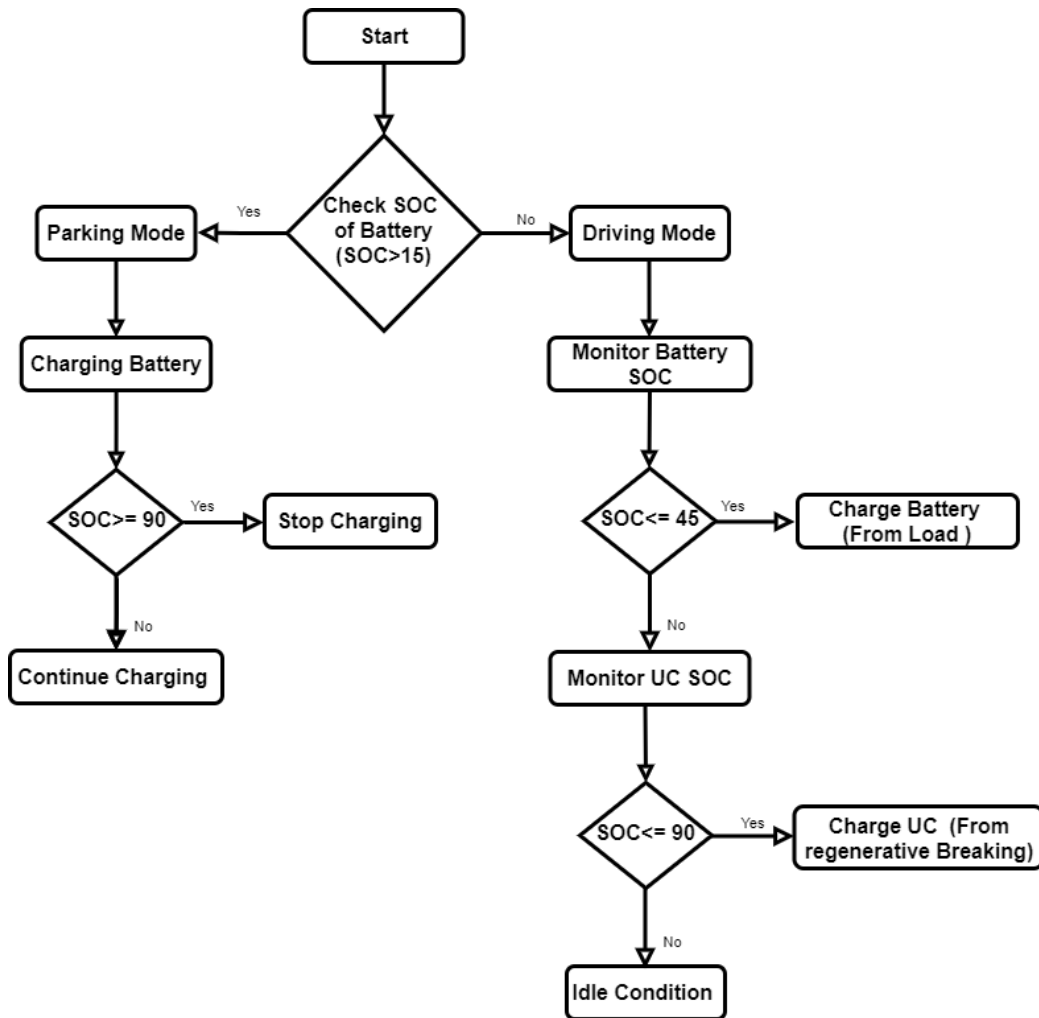 Start
Check SOC
of Battery
(SOC>15)
Yes
No
Parking Mode
Driving Mode
Charging Battery
Monitor Battery
SOC
SOC>= 90
Yes
Stop Charging
SOC<= 45
Yes
Charge Battery
(From Load )
No
Continue Charging
No
Monitor UC SOC
SOC<= 90
Yes
Charge UC (From
regenerative Breaking)
No
Idle Condition